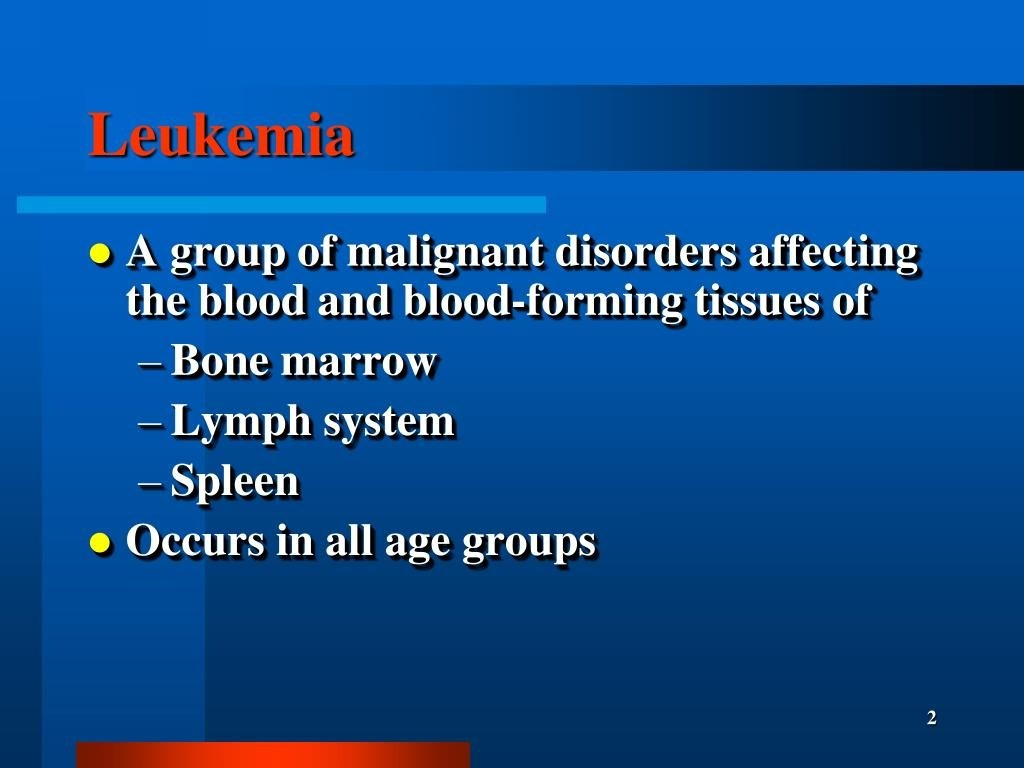 Leukemia
● A group of malignant disorders affecting
the blood and blood-forming tissues of
– Bone marrow
– Lymph system
– Spleen
● Occurs in all age groups
2